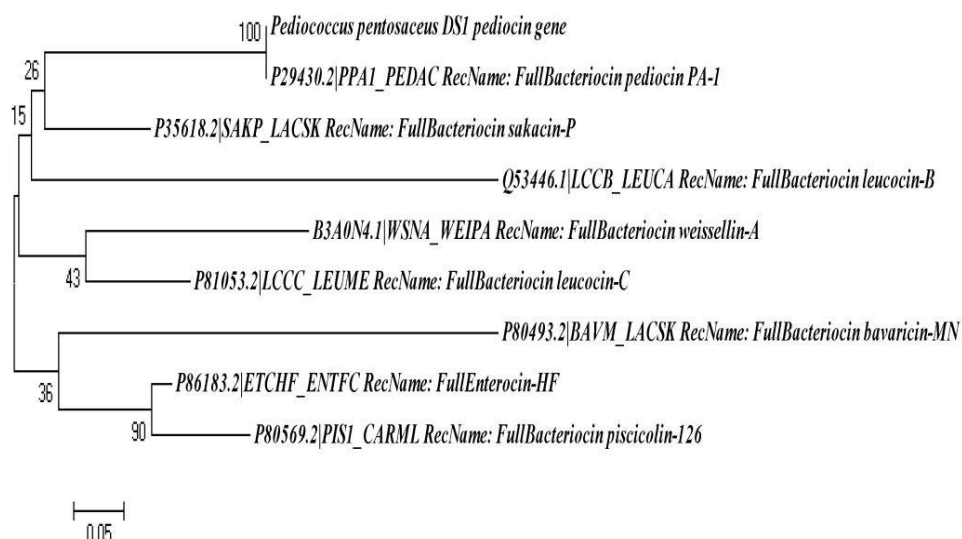 100
Pediococcus pentosaceus DS1 pediocin gene
P29430.2|PPA1_PEDAC RecName: FullBacteriocin pediocin PA-1
26
15
P35618.2|SAKP_LACSK RecName: FullBacteriocin sakacin-P
Q53446.1|LCCB_LEUCA RecName: FullBacteriocin leucocin-B
B3A0N4.1|WSNA_WEIPA RecName: FullBacteriocin weissellin-A
43
P81053.2|LCCC_LEUME RecName: FullBacteriocin leucocin-C
P80493.2|BAVM_LACSK RecName: FullBacteriocin bavaricin-MN
36
P86183.2|ETCHF_ENTFC RecName: FullEnterocin-HF
90
P80569.2|PIS1_CARML RecName: FullBacteriocin piscicolin-126
0.05